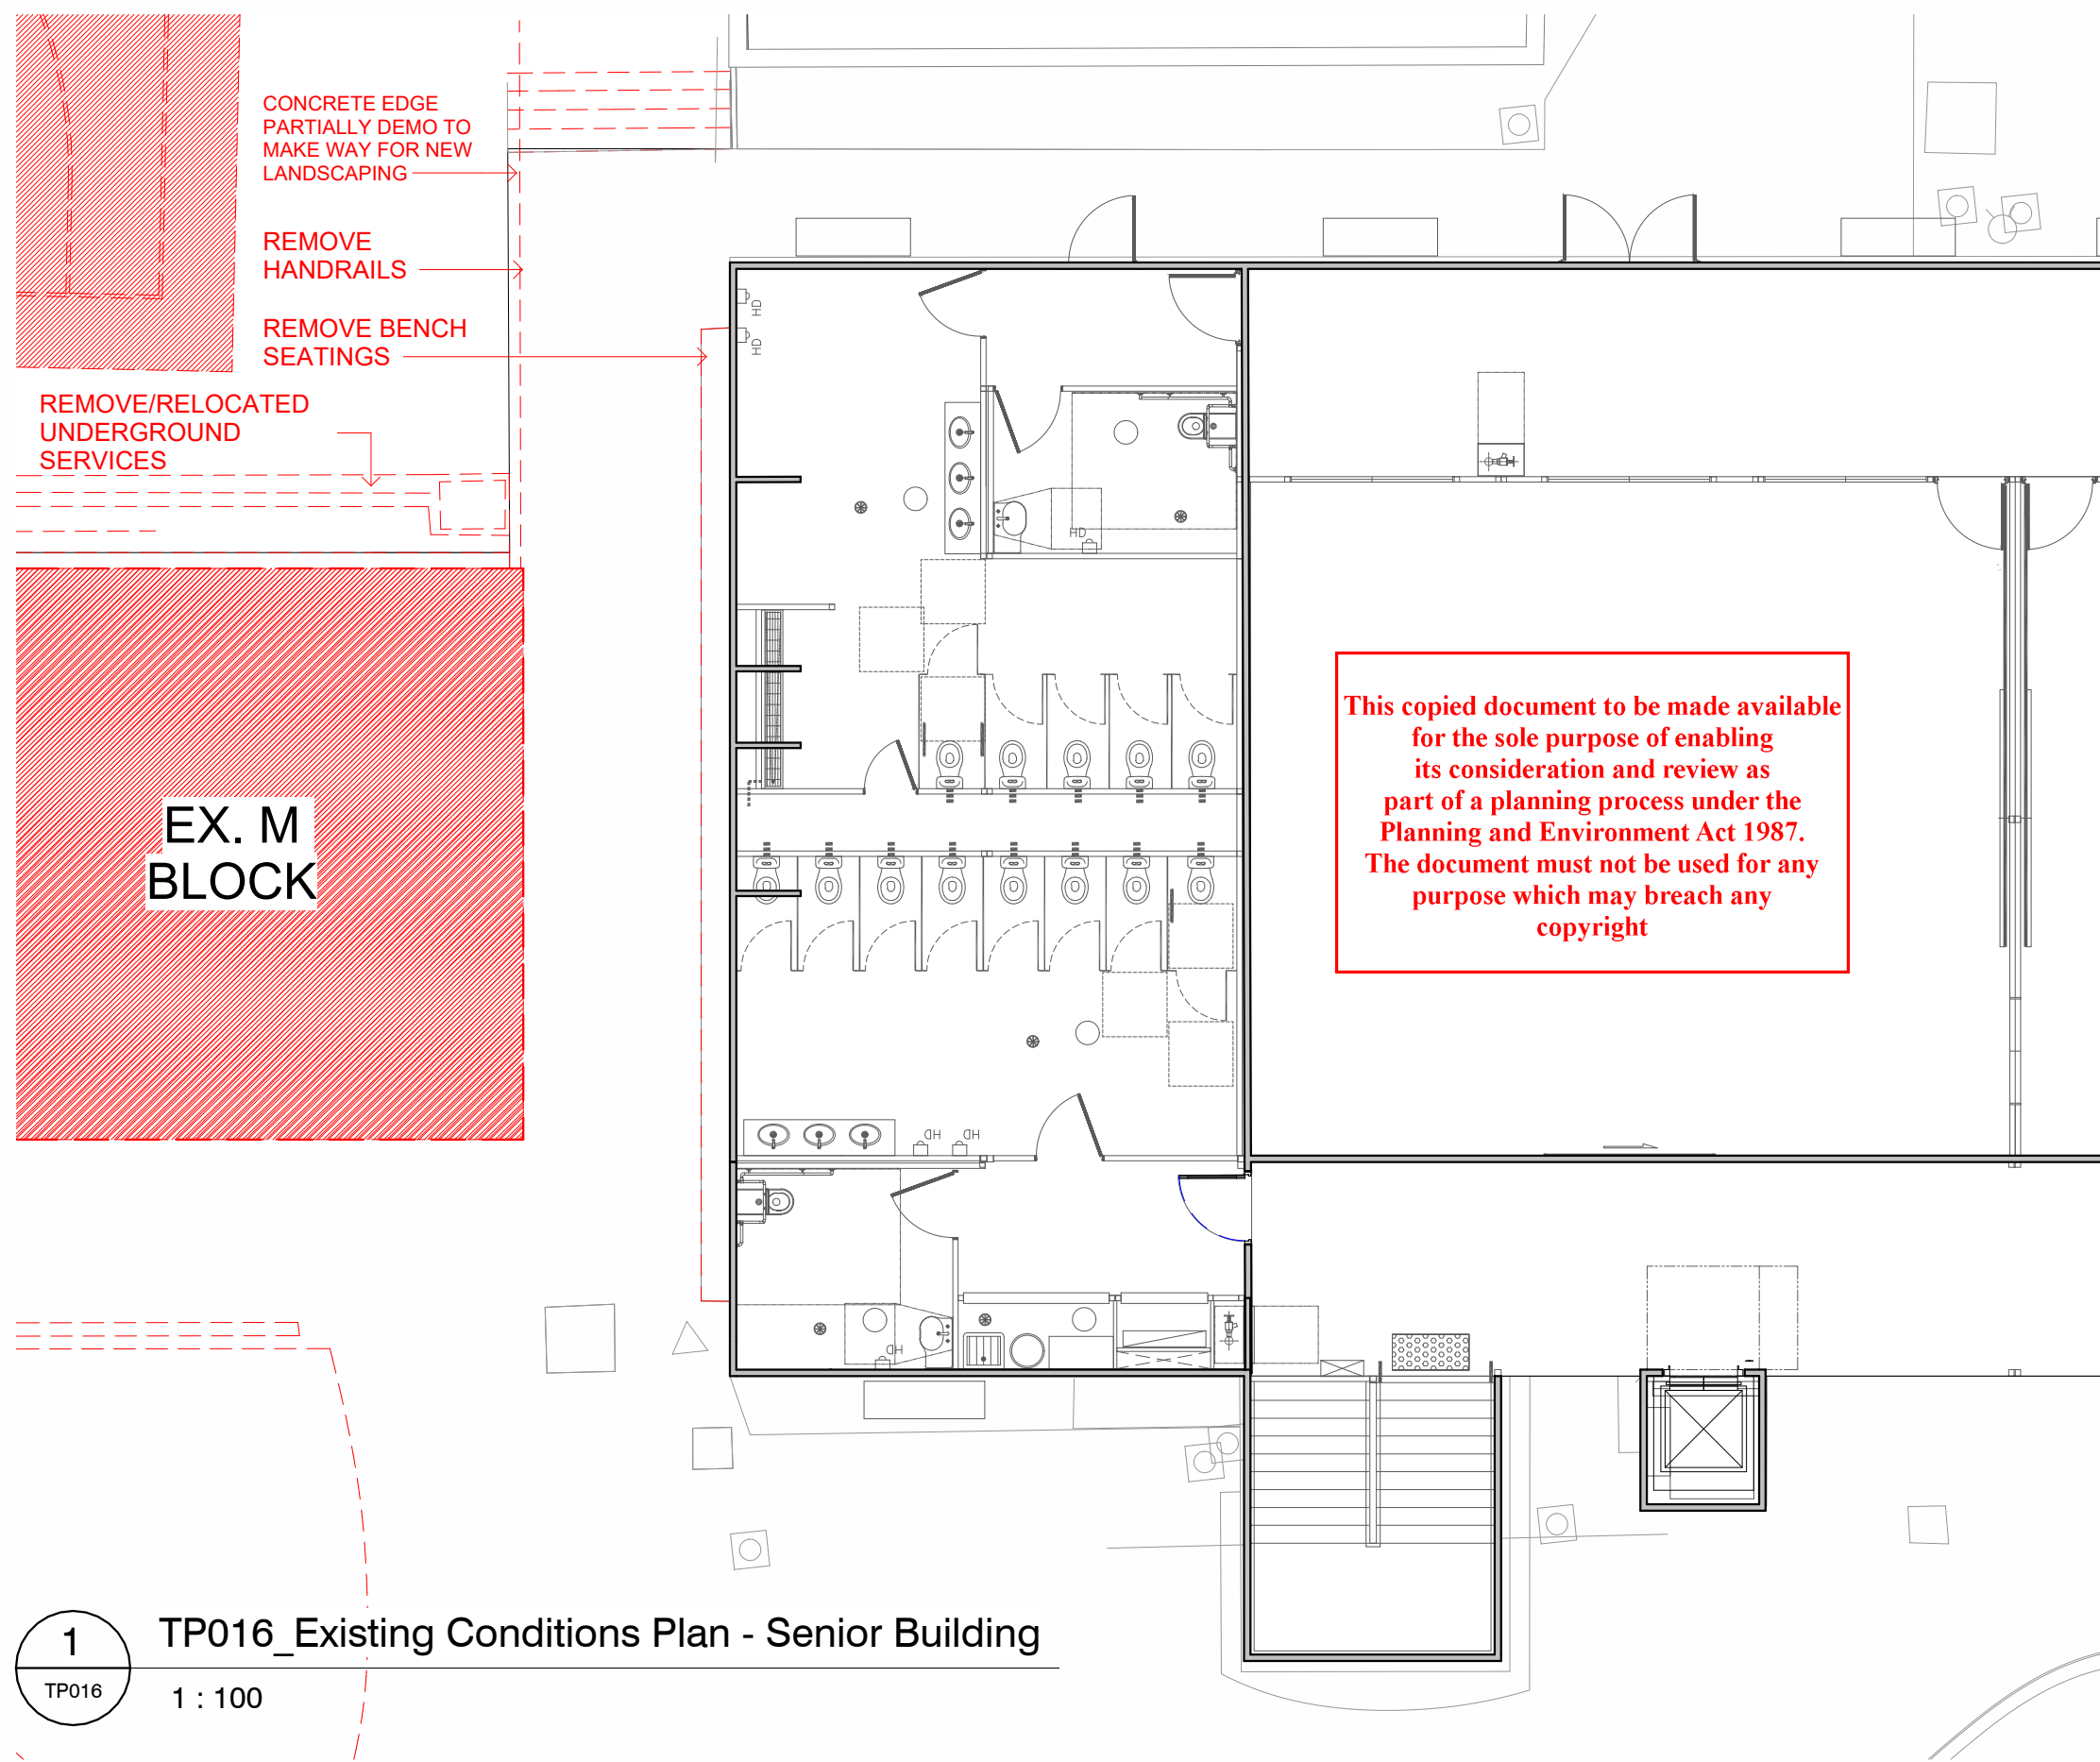 CONCRETE EDGE
PARTIALLY DEMO TO
MAKE WAY FOR NEW
LANDSCAPING
REMOVE
HANDRAILS
REMOVE BENCH
SEATINGS
REMOVE/RELOCATED
UNDERGROUND
SERVICES
HD
HD
HD
This copied document to be made available
for the sole purpose of enabling
its consideration and review as
part of a planning process under the
Planning and Environment Act 1987.
The document must not be used for any
purpose which may breach any
copyright
EX. M
BLOCK
HD
HD
HD
1
TP016
TP016_Existing Conditions Plan - Senior Building
1 : 100